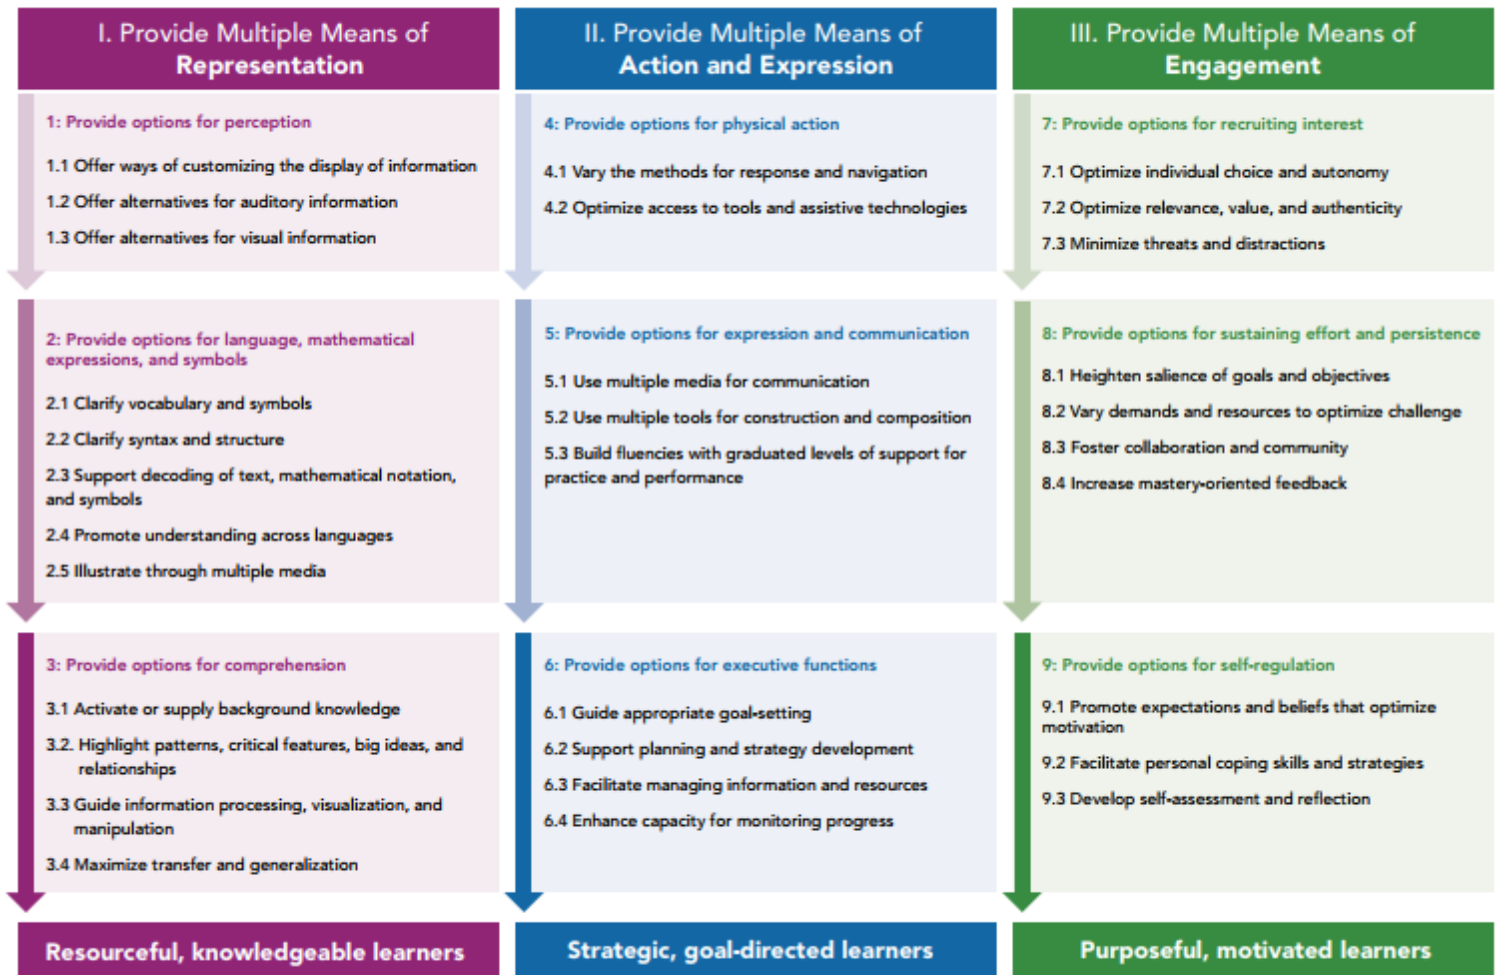 I. Provide Multiple Means of
Representation
1: Provide options for perception
1.1 Offer ways of customizing the display of information
1.2 Offer alternatives for auditory information
1.3 Offer alternatives for visual information
2: Provide options for language, mathematical
expressions, and symbols
2.1 Clarify vocabulary and symbols
2.2 Clarify syntax and structure
2.3 Support decoding of text, mathematical notation,
and symbols
2.4 Promote understanding across languages
2.5 Illustrate through multiple media
3: Provide options for comprehension
3.1 Activate or supply background knowledge
3.2. Highlight patterns, critical features, big ideas, and
relationships
3.3 Guide information processing, visualization, and
manipulation
3.4 Maximize transfer and generalization
Resourceful, knowledgeable learners
II. Provide Multiple Means of
Action and Expression
4: Provide options for physical action
4.1 Vary the methods for response and navigation
4.2 Optimize access to tools and assistive technologies
5: Provide options for expression and communication
5.1 Use multiple media for communication
5.2 Use multiple tools for construction and composition
5.3 Build fluencies with graduated levels of support for
practice and performance
6: Provide options for executive functions
6.1 Guide appropriate goal-setting
6.2 Support planning and strategy development
6.3 Facilitate managing information and resources
6.4 Enhance capacity for monitoring progress
Strategic, goal-directed learners
III. Provide Multiple Means of
Engagement
7: Provide options for recruiting interest
7.1 Optimize individual choice and autonomy
7.2 Optimize relevance, value, and authenticity
7.3 Minimize threats and distractions
8: Provide options for sustaining effort and persistence
8.1 Heighten salience of goals and objectives
8.2 Vary demands and resources to optimize challenge
8.3 Foster collaboration and community
8.4 Increase mastery-oriented feedback
9: Provide options for self-regulation
9.1 Promote expectations and beliefs that optimize
motivation
9.2 Facilitate personal coping skills and strategies
9.3 Develop self-assessment and reflection
Purposeful, motivated learners